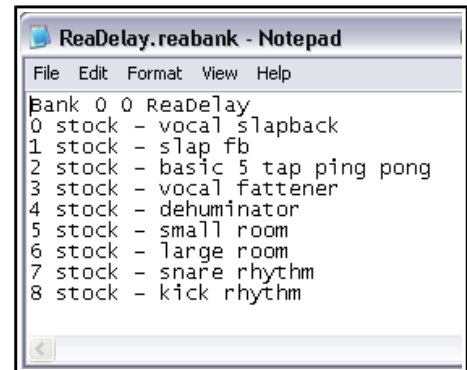 ReaDelay.reabank - Notepad
File Edit Format View Help
Bank 0 0 ReaDelay
0 stock - vocal slapback
1 stock - slap fb
2 stock - basic 5 tap ping pong
3 stock - vocal fattener
4 stock - dehuminator
5 stock - small room
6 stock - large room
7 stock - snare rhythm
8 stock - kick rhythm